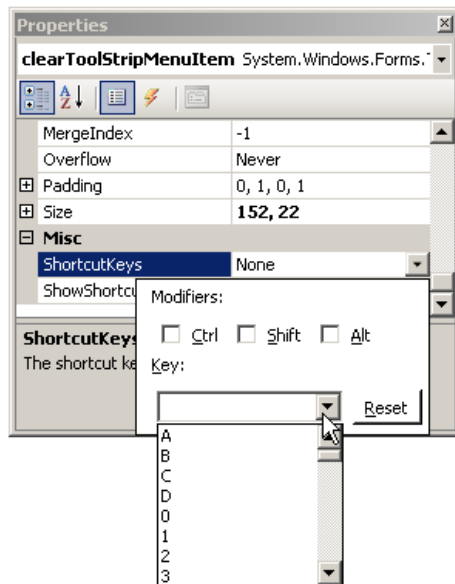 Properties
clearToolStripMenuItem System.Windows.Forms.
MergeIndex -1
Overflow Never
Padding 0, 1, 0, 1
Size 152, 22
Misc
ShortcutKeys None
ShowShortcu
Modifiers:
Ctrl Shift Alt
Key:
Reset
ShortcutKeys
The shortcut ke
A
B
C
D
0
1
2
3